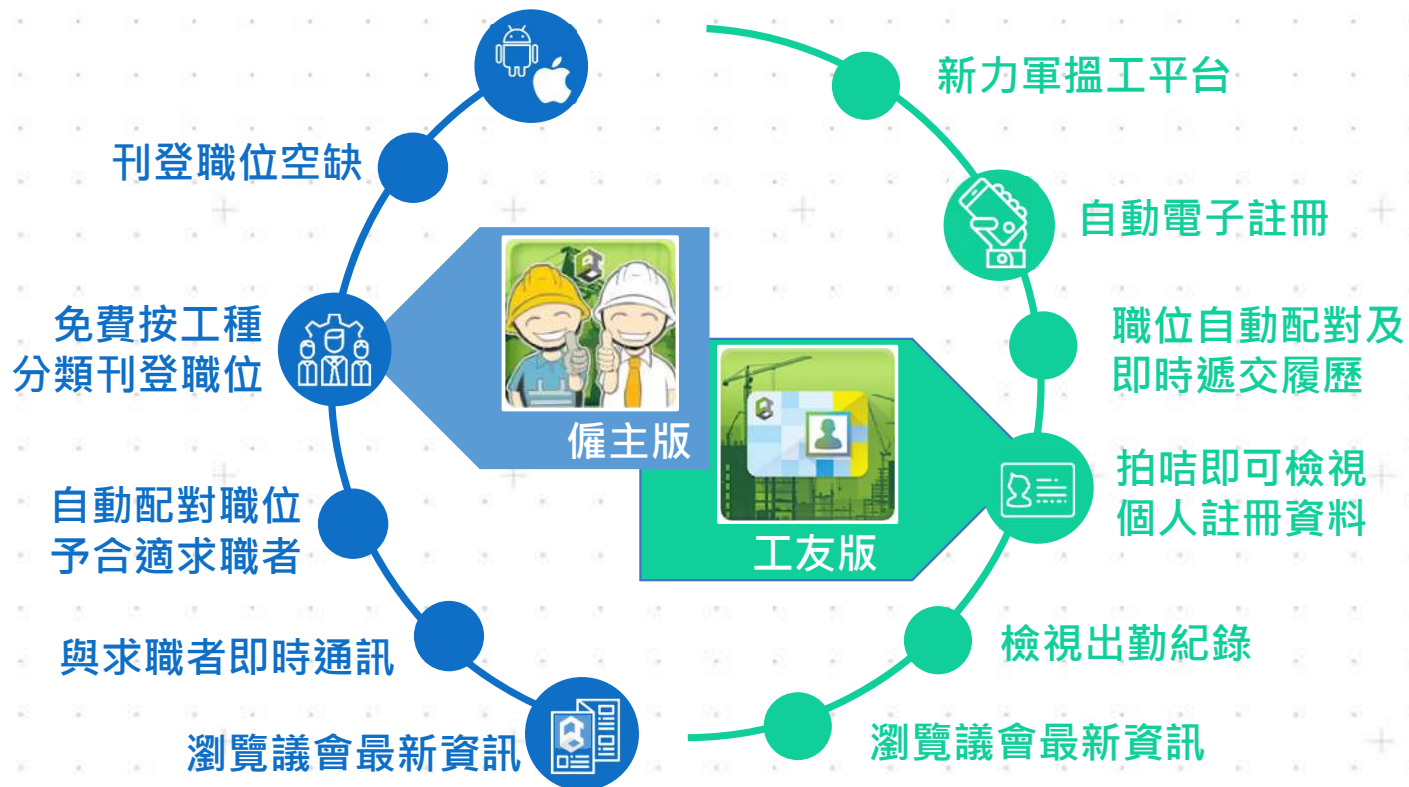 刊登職位空缺
免費按工種
分類刊登職位
自動配對職位
予合適求職者
與求職者即時通訊
瀏覽議會最新資訊
僱主版
工友版
新力軍搵工平台
自動電子註冊
職位自動配對及
即時遞交履歷
拍咭即可檢視
個人註冊資料
檢視出勤紀錄
瀏覽議會最新資訊